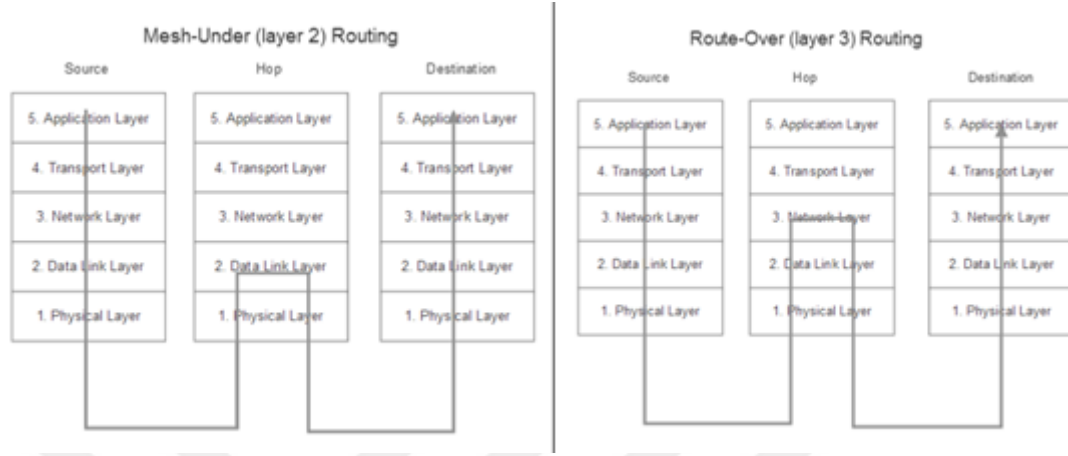 Mesh-Under (layer 2) Routing
Source Hop Destination
5. Application Layer 5. Application Layer 5. Application Layer
4. Transport Layer 4. Transport Layer 4. Transport Layer
3. Network Layer 3. Network Layer 3. Network Layer
2. Data Link Layer 2. Data Link Layer 2. Data Link Layer
1. Physical Layer 1. Physical Layer 1. Physical Layer
Route-Over (layer 3) Routing
Source Hop Destination
5. Application Layer 5. Application Layer 5. Application Layer
4. Transport Layer 4. Transport Layer 4. Transport Layer
3. Network Layer 3. Network Layer 3. Network Layer
2. Data Link Layer 2. Data Link Layer 2. Data Link Layer
1. Physical Layer 1. Physical Layer 1. Physical Layer